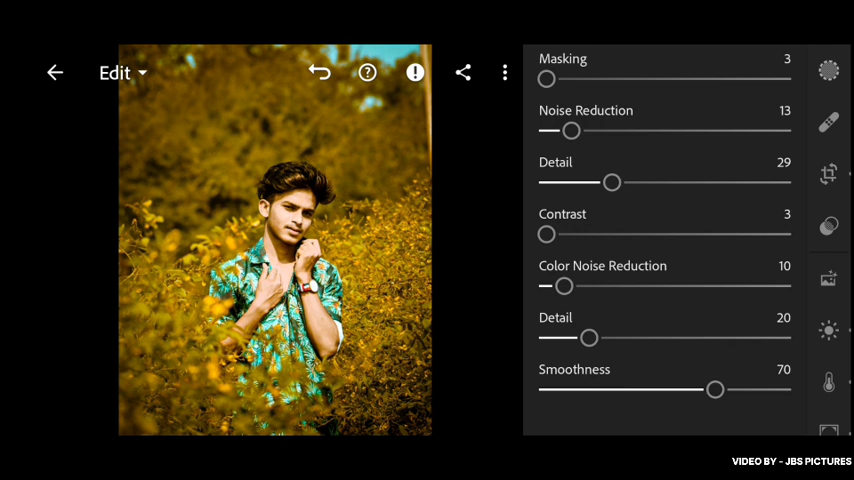 Edit
Masking 3
Noise Reduction 13
Detail 29
Contrast 3
Color Noise Reduction 10
Detail 20
Smoothness 70
VIDEO BY - JBS PICTURES